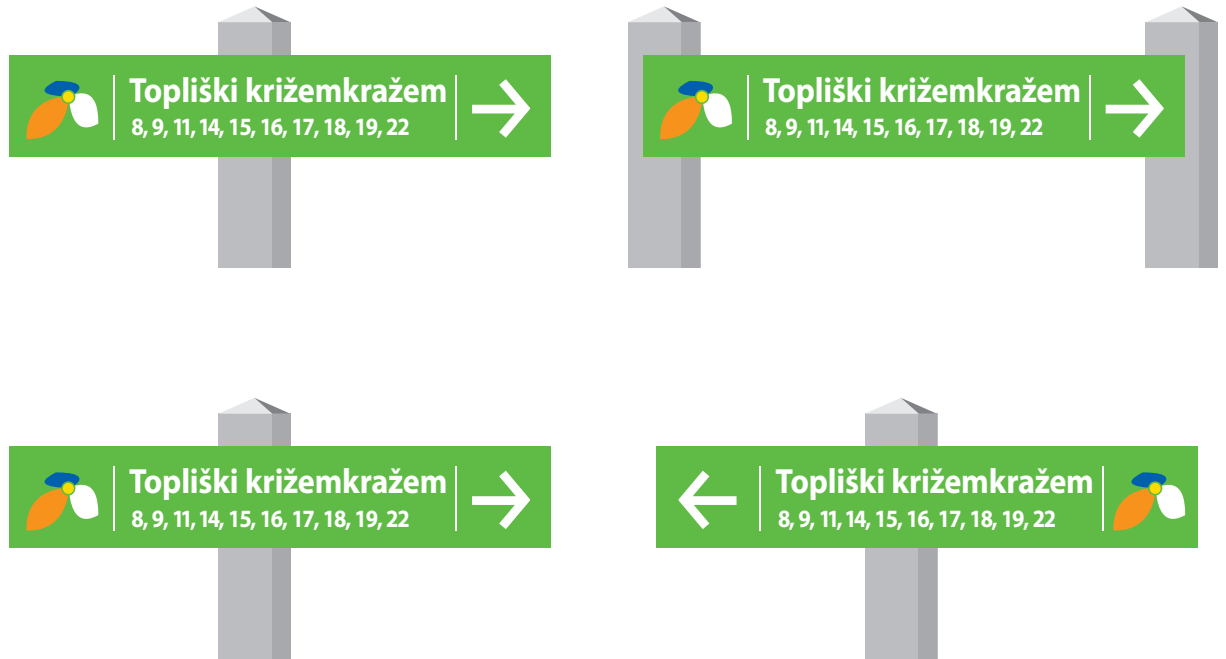 Topliški križemkražem
8, 9, 11, 14, 15, 16, 17, 18, 19, 22
Topliški križemkražem
8, 9, 11, 14, 15, 16, 17, 18, 19, 22
Topliški križemkražem
8, 9, 11, 14, 15, 16, 17, 18, 19, 22
Topliški križemkražem
8, 9, 11, 14, 15, 16, 17, 18, 19, 22